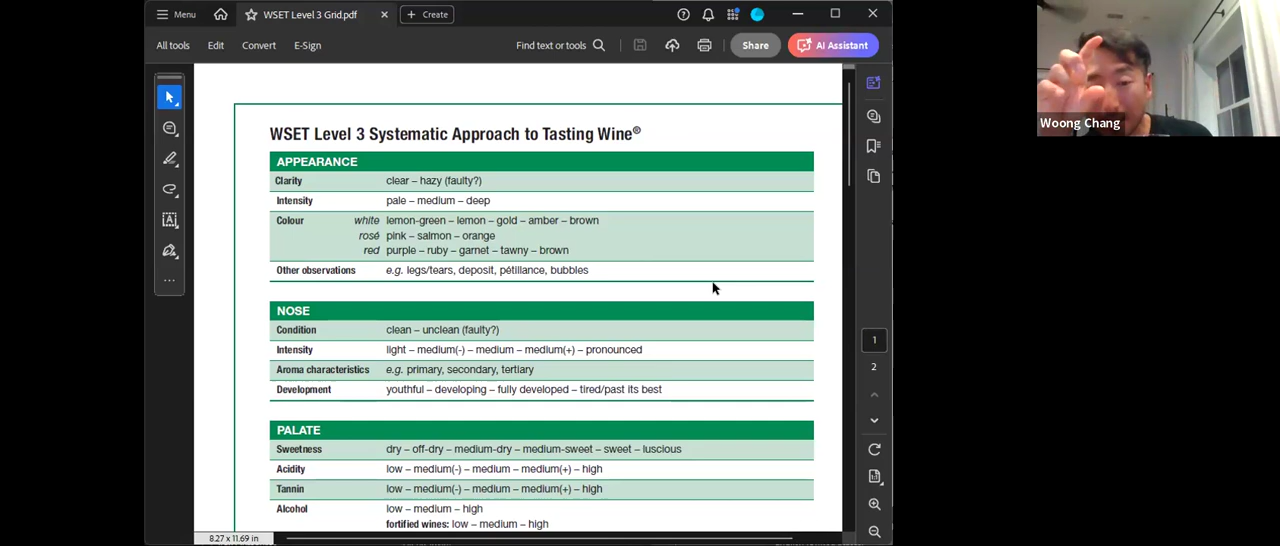 Menu
WSET Level 3 Grid.pdf
Create
All tools
Edit
Convert
E-Sign
Find text or tools
Share
AI Assistant
Woong Chang
WSET Level 3 Systematic Approach to Tasting Wine®
APPEARANCE
Clarity clear – hazy (faulty?)
Intensity pale – medium – deep
Colour white lemon-green – lemon – gold – amber – brown
rosé pink – salmon – orange
red purple – ruby – garnet – tawny – brown
Other observations e.g. legs/tears, deposit, pétillance, bubbles
NOSE
Condition clean – unclean (faulty?)
Intensity light – medium(-) – medium – medium(+) – pronounced
Aroma characteristics e.g. primary, secondary, tertiary
Development youthful – developing – fully developed – tired/past its best
PALATE
Sweetness dry – off-dry – medium-dry – medium-sweet – sweet – luscious
Acidity low – medium(-) – medium – medium(+) – high
Tannin low – medium(-) – medium – medium(+) – high
Alcohol low – medium – high
fortified wines: low – medium – high
1
2
8.27 x 11.69 in